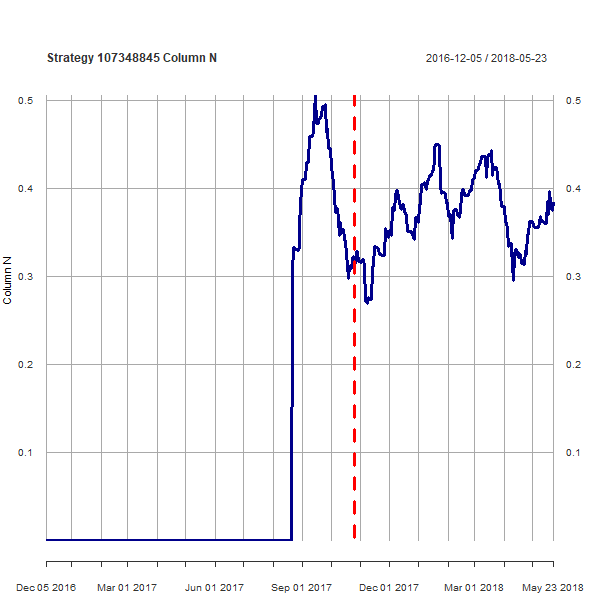 Strategy 107348845 Column N
2016-12-05 / 2018-05-23
0.5
0.5
0.4
0.4
0.3
0.3
0.2
0.2
0.1
0.1
Column N
Dec 05 2016
Mar 01 2017
Jun 01 2017
Sep 01 2017
Dec 01 2017
Mar 01 2018
May 23 2018